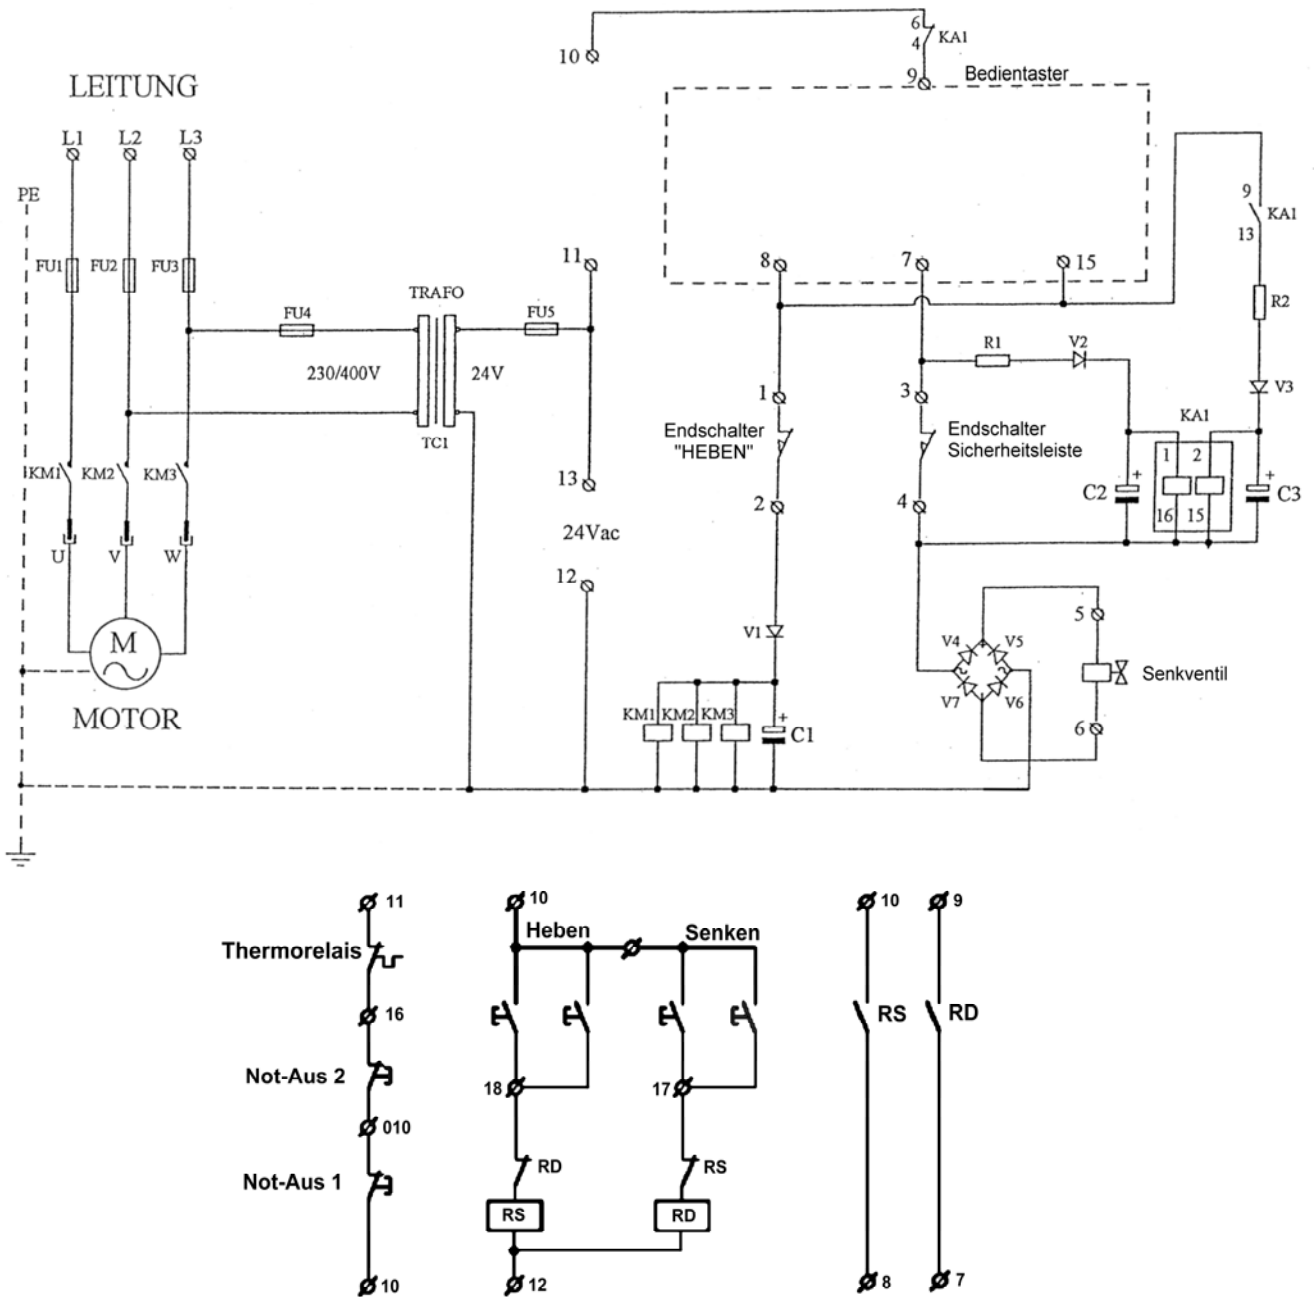 6
4
KA1
10
9
Bedientaster
LEITUNG
L1 L2 L3
PE
9
KA1
13
11
8
7
15
FU1 FU2 FU3
TRAFO
FU4
FU5
R2
230/400V
24V
R1
V2
1
3
V3
TC1
KA1
Endschalter
"HEBEN"
Endschalter
Sicherheitsleiste
KM1 KM2 KM3
13
1 2
+
+
C2
C3
2
4
16 15
24Vac
U V W
12
5
M
V1
V4 V5
Senkventil
V7 V6
MOTOR
KM1 KM2 KM3
+
C1
6
11
10
10
9
Heben
Senken
Thermorelais
16
RS
RD
Not-Aus 2
18
17
010
RD
RS
Not-Aus 1
RS
RD
10
12
8
7